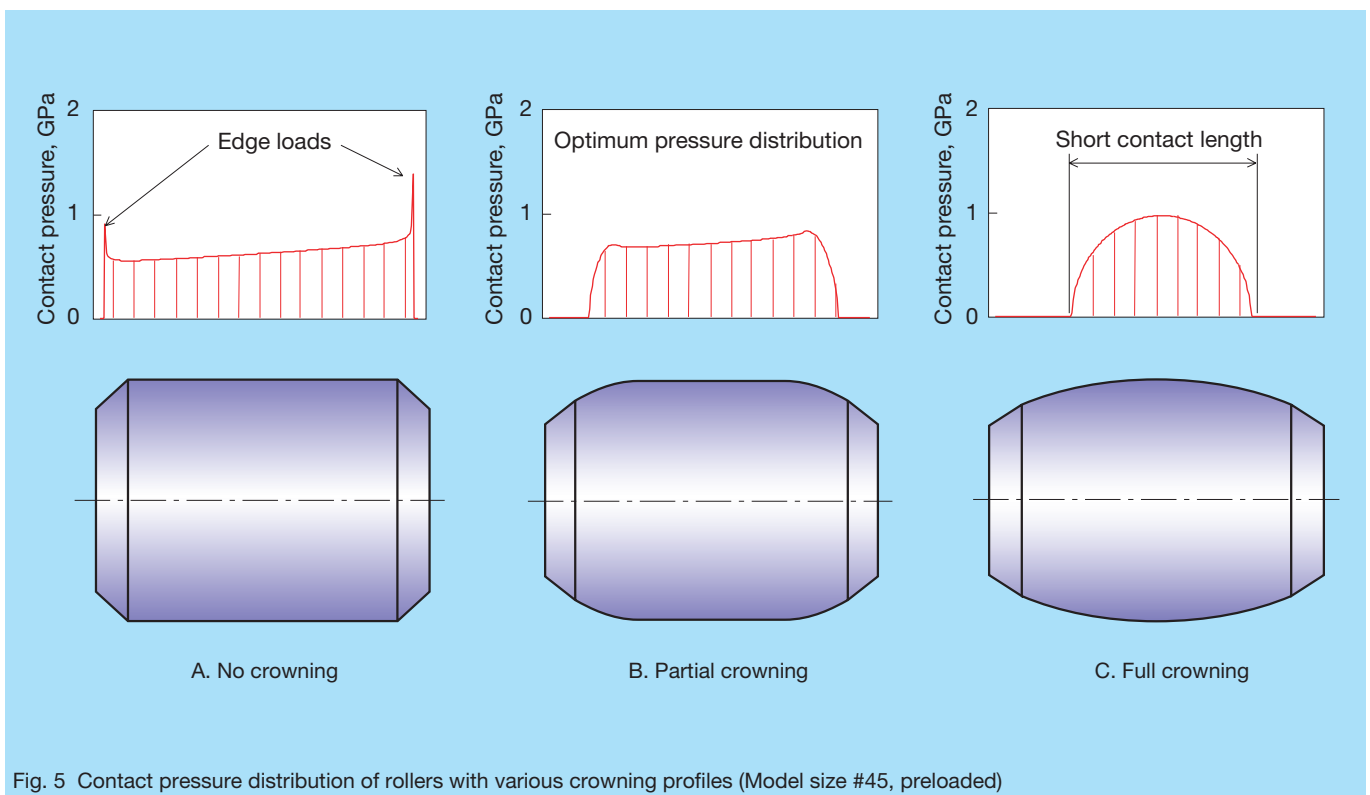 Contact pressure, GPa
2
1
0
Edge loads
Contact pressure, GPa
2
1
0
Optimum pressure distribution
Contact pressure, GPa
2
1
0
Short contact length
A. No crowning
B. Partial crowning
C. Full crowning
Fig. 5 Contact pressure distribution of rollers with various crowning profiles (Model size #45, preloaded)